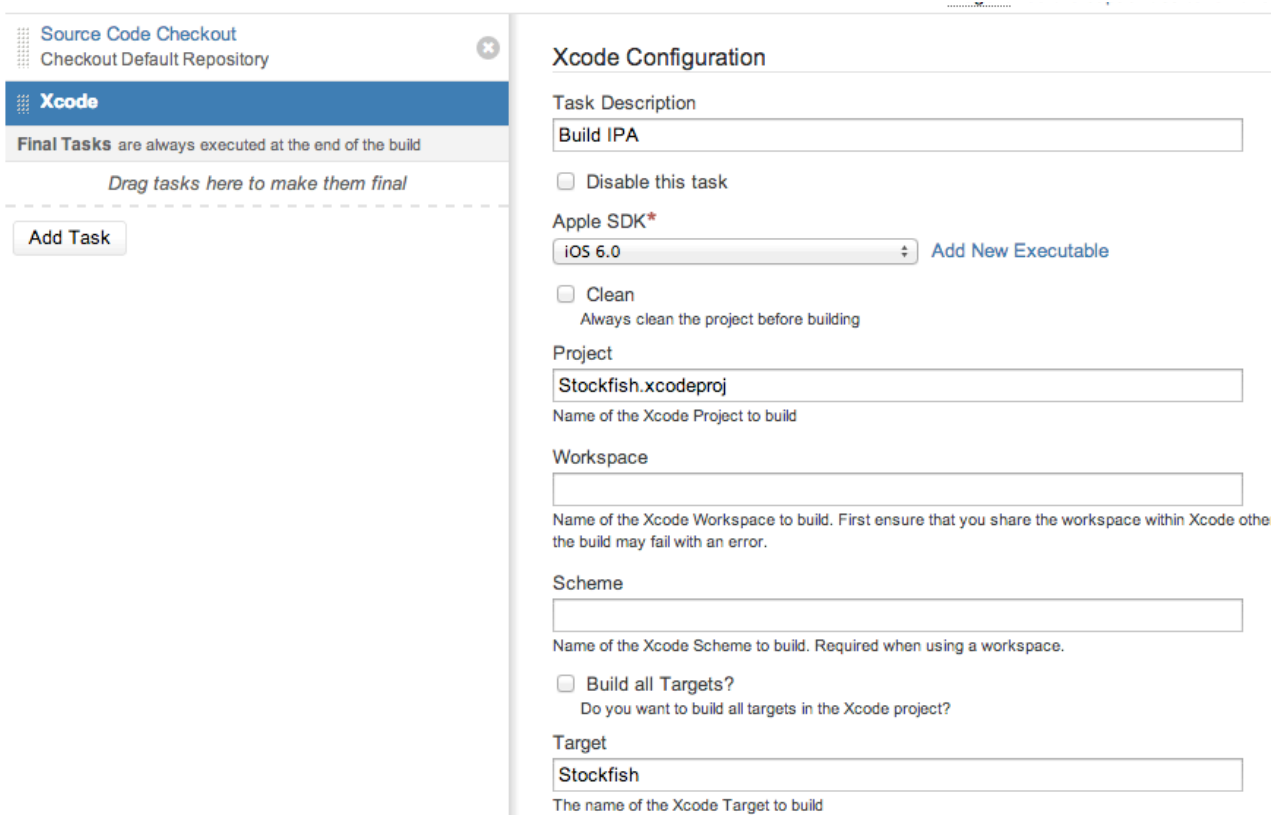 Source Code Checkout
Checkout Default Repository
Xcode
Final Tasks are always executed at the end of the build
Drag tasks here to make them final
Add Task
Xcode Configuration
Task Description
Build IPA
Disable this task
Apple SDK*
iOS 6.0
Add New Executable
Clean
Always clean the project before building
Project
Stockfish.xcodeproj
Name of the Xcode Project to build
Workspace
Name of the Xcode Workspace to build. First ensure that you share the workspace within Xcode othe
the build may fail with an error.
Scheme
Name of the Xcode Scheme to build. Required when using a workspace.
Build all Targets?
Do you want to build all targets in the Xcode project?
Target
Stockfish
The name of the Xcode Target to build